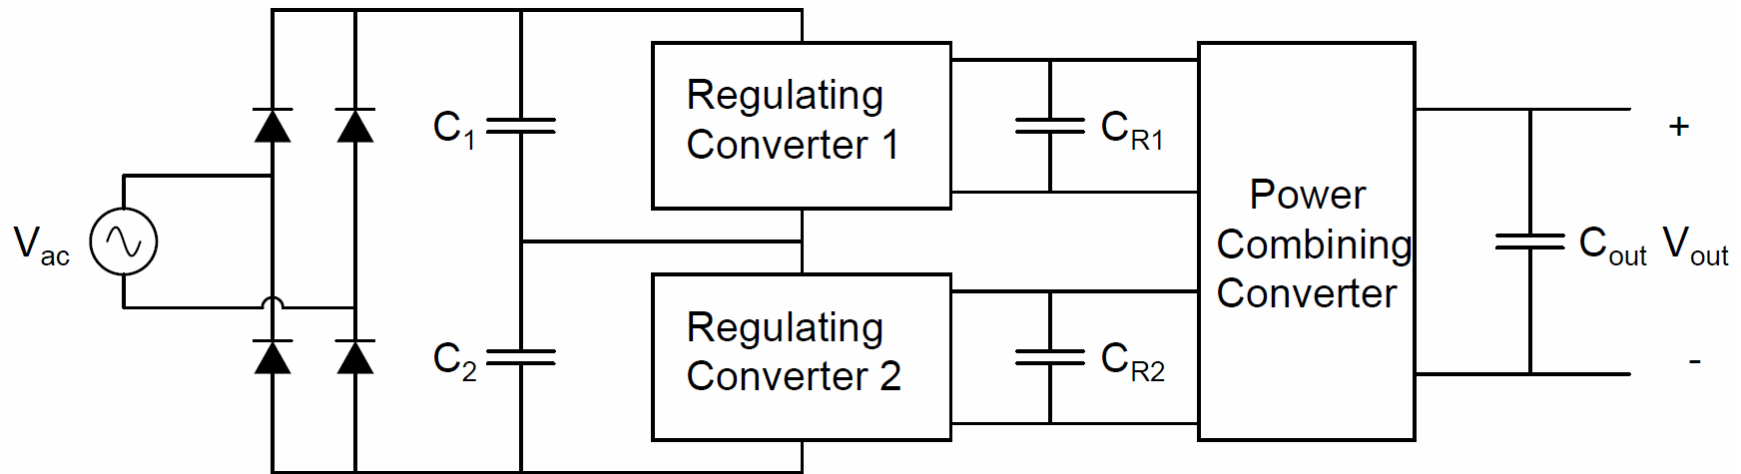 Regulating
Converter 1
C1
CR1
+
Power
Combining
Converter
Vac
Cout Vout
Regulating
Converter 2
C2
CR2
-